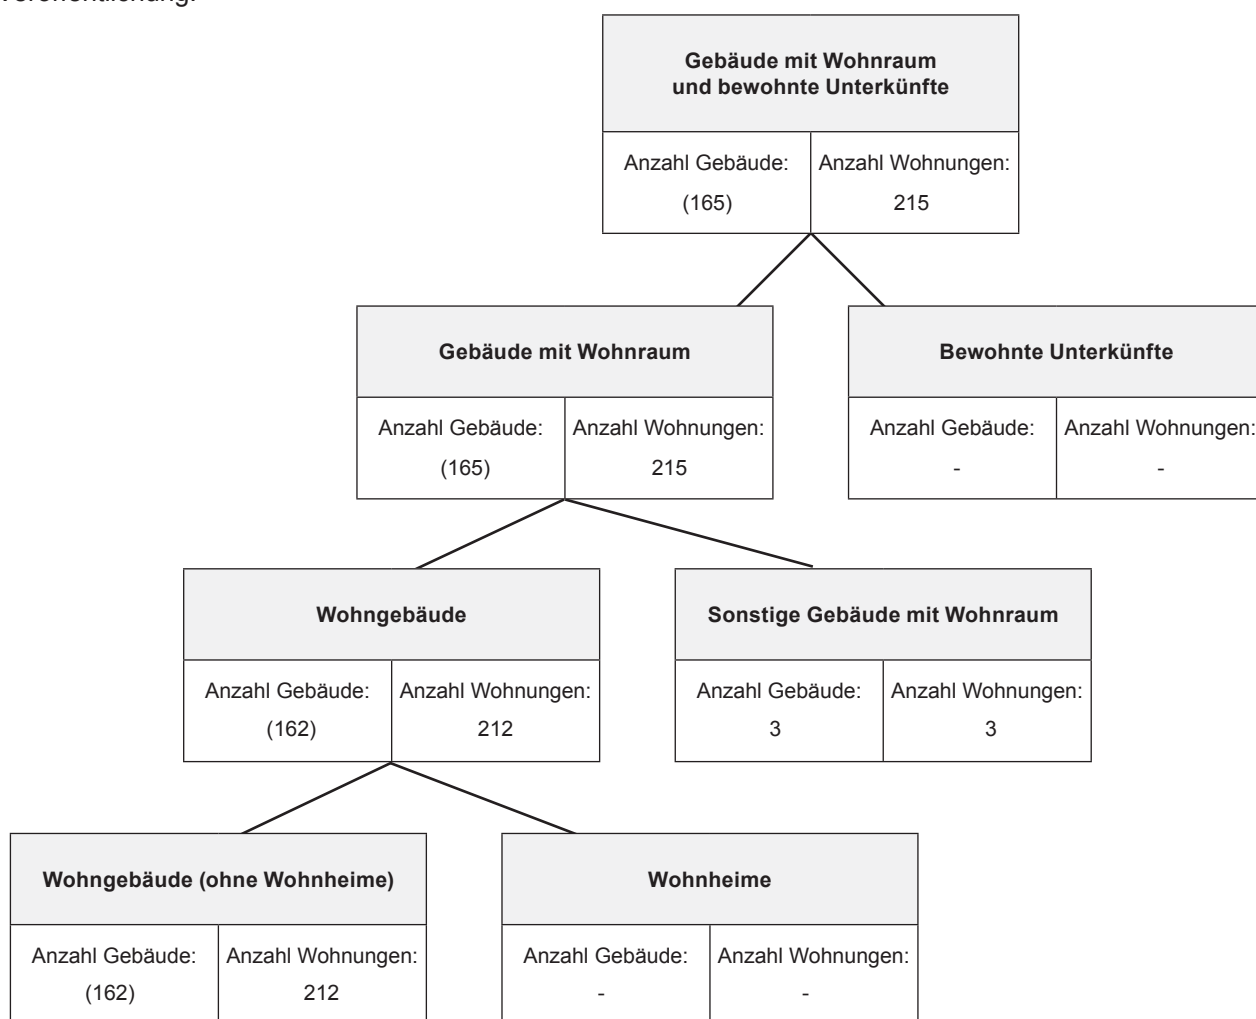 Veröffentlichung.
Gebäude mit Wohnraum
und bewohnte Unterkünfte
Anzahl Gebäude: Anzahl Wohnungen:
(165) 215
Gebäude mit Wohnraum
Bewohnte Unterkünfte
Anzahl Gebäude: Anzahl Wohnungen:
(165) 215
Anzahl Gebäude: Anzahl Wohnungen:
- -
Wohngebäude
Sonstige Gebäude mit Wohnraum
Anzahl Gebäude: Anzahl Wohnungen:
(162) 212
Anzahl Gebäude: Anzahl Wohnungen:
3 3
Wohngebäude (ohne Wohnheime)
Wohnheime
Anzahl Gebäude: Anzahl Wohnungen:
(162) 212
Anzahl Gebäude: Anzahl Wohnungen:
- -